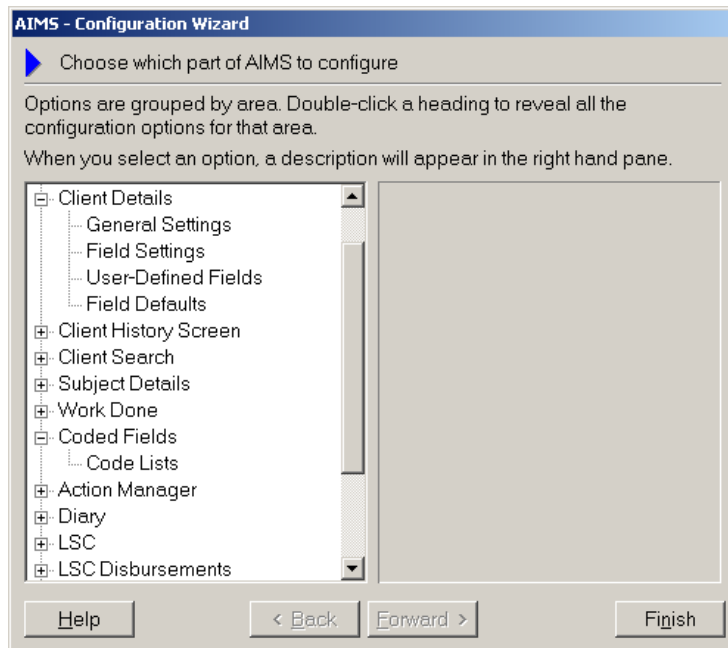 AIMS - Configuration Wizard
Choose which part of AIMS to configure
Options are grouped by area. Double-click a heading to reveal all the
configuration options for that area.
When you select an option, a description will appear in the right hand pane.
Client Details
General Settings
Field Settings
User-Defined Fields
Field Defaults
Client History Screen
Client Search
Subject Details
Work Done
Coded Fields
Code Lists
Action Manager
Diary
LSC
LSC Disbursements
Help
< Back
Forward >
Finish